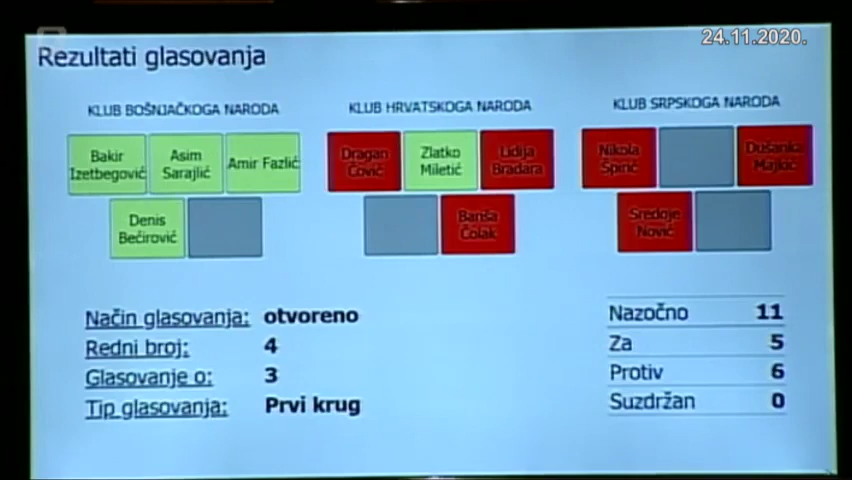 24.11.2020.
Rezultati glasovanja
KLUB BOŠNJAČKOGA NARODA
KLUB HRVATSKOGA NARODA
KLUB SRPSKOGA NARODA
Bakir Izetbegović
Asim Sarajlić
Amir Fazlić
Denis Bećirović
Dragan Čović
Zlatko Miletić
Lidija Bradara
Bariša Čolak
Nikola Špirić
Dušanka Majkić
Sredoje Nović
Način glasovanja: otvoreno
Redni broj: 4
Glasovanje o: 3
Tip glasovanja: Prvi krug
Nazočno 11
Za 5
Protiv 6
Suzdržan 0